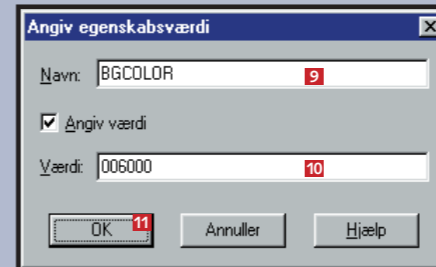 Angiv egenskabsværdi
Navn: BGCOLOR 9
Angiv værdi
Værdi: 006000 10
OK 11 Annuller Hjælp